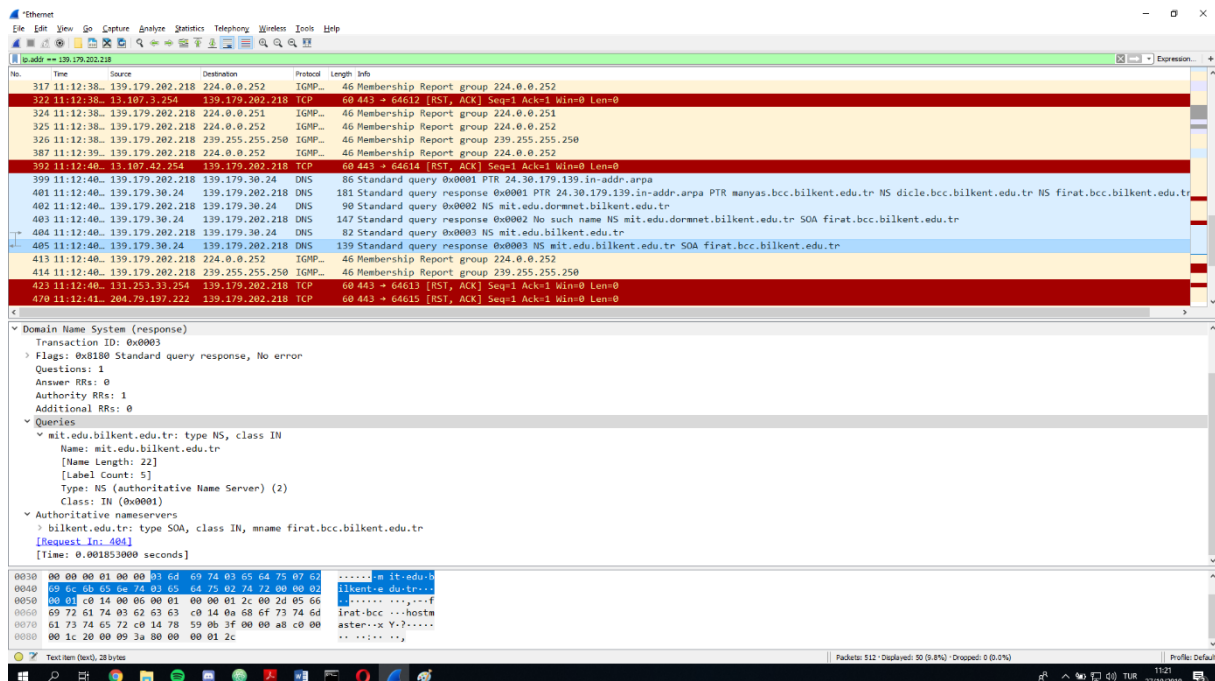 *Ethernet
File Edit View Go Capture Analyze Statistics Telephony Wireless Tools Help
ip.addr == 139.179.202.218
Expression... +
No. Time Source Destination Protocol Length Info
317 11:12:38… 139.179.202.218 224.0.0.252 IGMP… 46 Membership Report group 224.0.0.252
322 11:12:38… 13.107.3.254 139.179.202.218 TCP 60 443 → 64612 [RST, ACK] Seq=1 Ack=1 Win=0 Len=0
324 11:12:38… 139.179.202.218 224.0.0.251 IGMP… 46 Membership Report group 224.0.0.251
325 11:12:38… 139.179.202.218 224.0.0.252 IGMP… 46 Membership Report group 224.0.0.252
326 11:12:38… 139.179.202.218 239.255.255.250 IGMP… 46 Membership Report group 239.255.255.250
387 11:12:39… 139.179.202.218 224.0.0.252 IGMP… 46 Membership Report group 224.0.0.252
392 11:12:40… 13.107.42.254 139.179.202.218 TCP 60 443 → 64614 [RST, ACK] Seq=1 Ack=1 Win=0 Len=0
399 11:12:40… 139.179.202.218 139.179.30.24 DNS 86 Standard query 0x0001 PTR 24.30.179.139.in-addr.arpa
401 11:12:40… 139.179.30.24 139.179.202.218 DNS 181 Standard query response 0x0001 PTR 24.30.179.139.in-addr.arpa PTR manyas.bcc.bilkent.edu.tr NS dicle.bcc.bilkent.edu.tr NS firat.bcc.bilkent.edu.tr
402 11:12:40… 139.179.202.218 139.179.30.24 DNS 90 Standard query 0x0002 NS mit.edu.dormnet.bilkent.edu.tr
403 11:12:40… 139.179.30.24 139.179.202.218 DNS 147 Standard query response 0x0002 No such name NS mit.edu.dormnet.bilkent.edu.tr SOA firat.bcc.bilkent.edu.tr
404 11:12:40… 139.179.202.218 139.179.30.24 DNS 82 Standard query 0x0003 NS mit.edu.bilkent.edu.tr
405 11:12:40… 139.179.30.24 139.179.202.218 DNS 139 Standard query response 0x0003 NS mit.edu.bilkent.edu.tr SOA firat.bcc.bilkent.edu.tr
413 11:12:40… 139.179.202.218 224.0.0.252 IGMP… 46 Membership Report group 224.0.0.252
414 11:12:40… 139.179.202.218 239.255.255.250 IGMP… 46 Membership Report group 239.255.255.250
423 11:12:40… 131.253.33.254 139.179.202.218 TCP 60 443 → 64613 [RST, ACK] Seq=1 Ack=1 Win=0 Len=0
470 11:12:41… 204.79.197.222 139.179.202.218 TCP 60 443 → 64615 [RST, ACK] Seq=1 Ack=1 Win=0 Len=0
Domain Name System (response)
Transaction ID: 0x0003
Flags: 0x8180 Standard query response, No error
Questions: 1
Answer RRs: 0
Authority RRs: 1
Additional RRs: 0
Queries
mit.edu.bilkent.edu.tr: type NS, class IN
Name: mit.edu.bilkent.edu.tr
[Name Length: 22]
[Label Count: 5]
Type: NS (authoritative Name Server) (2)
Class: IN (0x0001)
Authoritative nameservers
bilkent.edu.tr: type SOA, class IN, mname firat.bcc.bilkent.edu.tr
[Request In: 404]
[Time: 0.001853000 seconds]
0030 00 00 00 01 00 00 03 6d 69 74 03 65 64 75 07 62 ·······m it·edu·b
0040 69 6c 6b 65 6e 74 03 65 64 75 02 74 72 00 00 02 ilkent·e du·tr···
0050 00 01 c0 14 00 06 00 01 00 00 01 2c 00 2d 05 66 ········ ···,·-·f
0060 69 72 61 74 03 62 63 63 c0 14 0a 68 6f 73 74 6d irat·bcc ···hostm
0070 61 73 74 65 72 c0 14 78 59 0b 3f 00 00 a8 c0 00 aster··x Y·?·····
0080 00 1c 20 00 09 3a 80 00 00 01 2c ·· ··:·· ··,
Text item (text), 28 bytes
Packets: 512 · Displayed: 50 (9.8%) · Dropped: 0 (0.0%)
Profile: Default
TUR
11:21
27/10/2019